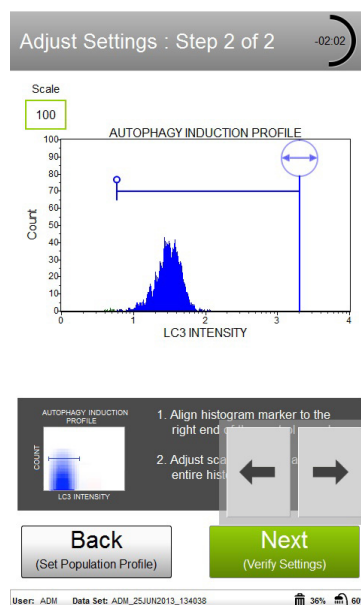 Adjust Settings : Step 2 of 2
-02:02
Scale
100
AUTOPHAGY INDUCTION PROFILE
100
90
80
70
60
50
40
30
20
10
0
Count
0 1 2 3 4
LC3 INTENSITY
AUTOPHAGY INDUCTION
PROFILE
COUNT
LC3 INTENSITY
1. Align histogram marker to the
right end of the
2. Adjust
entire
Back
(Set Population Profile)
Next
(Verify Settings)
User: ADM Data Set: ADM_25JUN2013_134038 36% 60